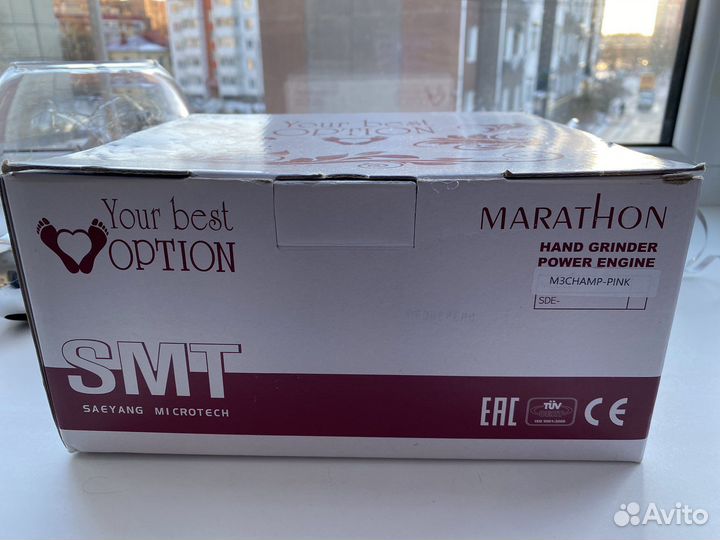 Your best
OPTION
Your best
OPTION
MARATHON
HAND GRINDER
POWER ENGINE
M3CHAMP-PINK
SDE-
SMT
SAEYANG MICROTECH
EAC
TÜV
CE
Avito